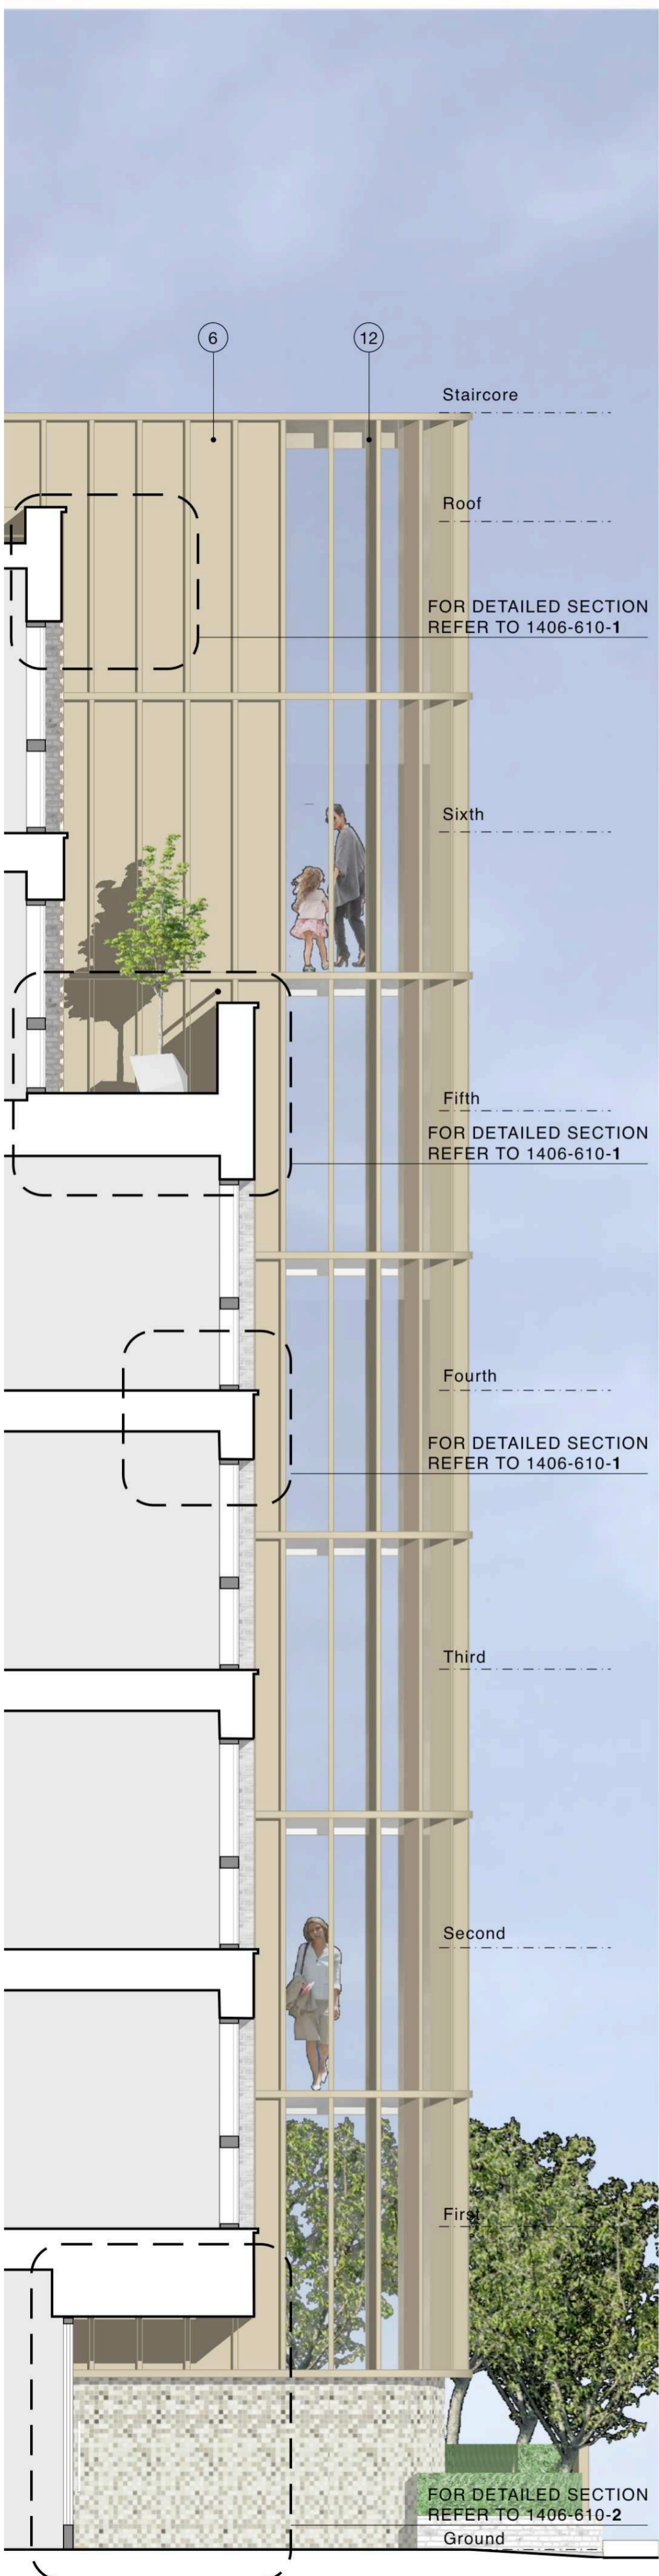 6
12
Staircore
Roof
FOR DETAILED SECTION
REFER TO 1406-610-1
Sixth
Fifth
FOR DETAILED SECTION
REFER TO 1406-610-1
Fourth
FOR DETAILED SECTION
REFER TO 1406-610-1
Third
Second
First
FOR DETAILED SECTION
REFER TO 1406-610-2
Ground